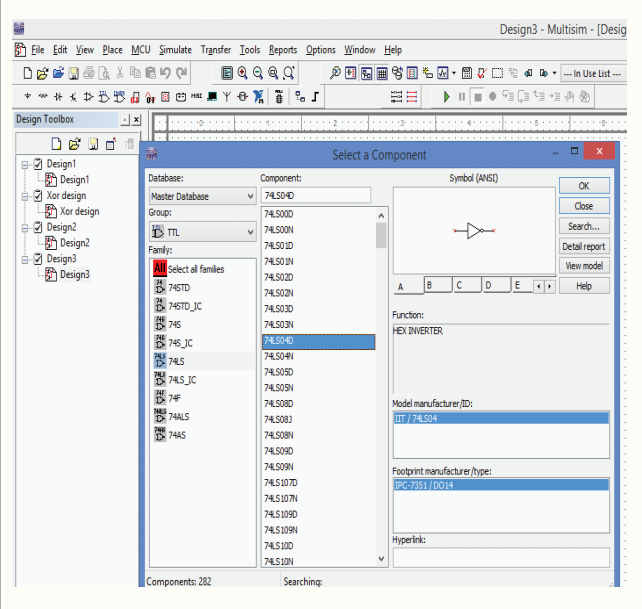 Design3 - Multisim - [Desig
File Edit View Place MCU Simulate Transfer Tools Reports Options Window Help
--- In Use List ---
Design Toolbox
Design1
Design1
Xor design
Xor design
Design2
Design2
Design3
Design3
Select a Component
Database:
Master Database
Group:
TTL
Family:
All Select all families
74STD
74STD_IC
74S
74S_IC
74LS
74LS_IC
74F
74ALS
74AS
Component:
74LS04D
74LS00D
74LS00N
74LS01D
74LS01N
74LS02D
74LS02N
74LS03D
74LS03N
74LS04D
74LS04N
74LS05D
74LS05N
74LS08D
74LS08J
74LS08N
74LS09D
74LS09N
74LS107D
74LS107N
74LS109D
74LS109N
74LS10D
74LS10N
Symbol (ANSI)
A B C D E
Function:
HEX INVERTER
Model manufacturer/ID:
IIT / 74LS04
Footprint manufacturer/type:
IPC-7351 / DO14
Hyperlink:
OK
Close
Search...
Detail report
View model
Help
Components: 282 Searching: